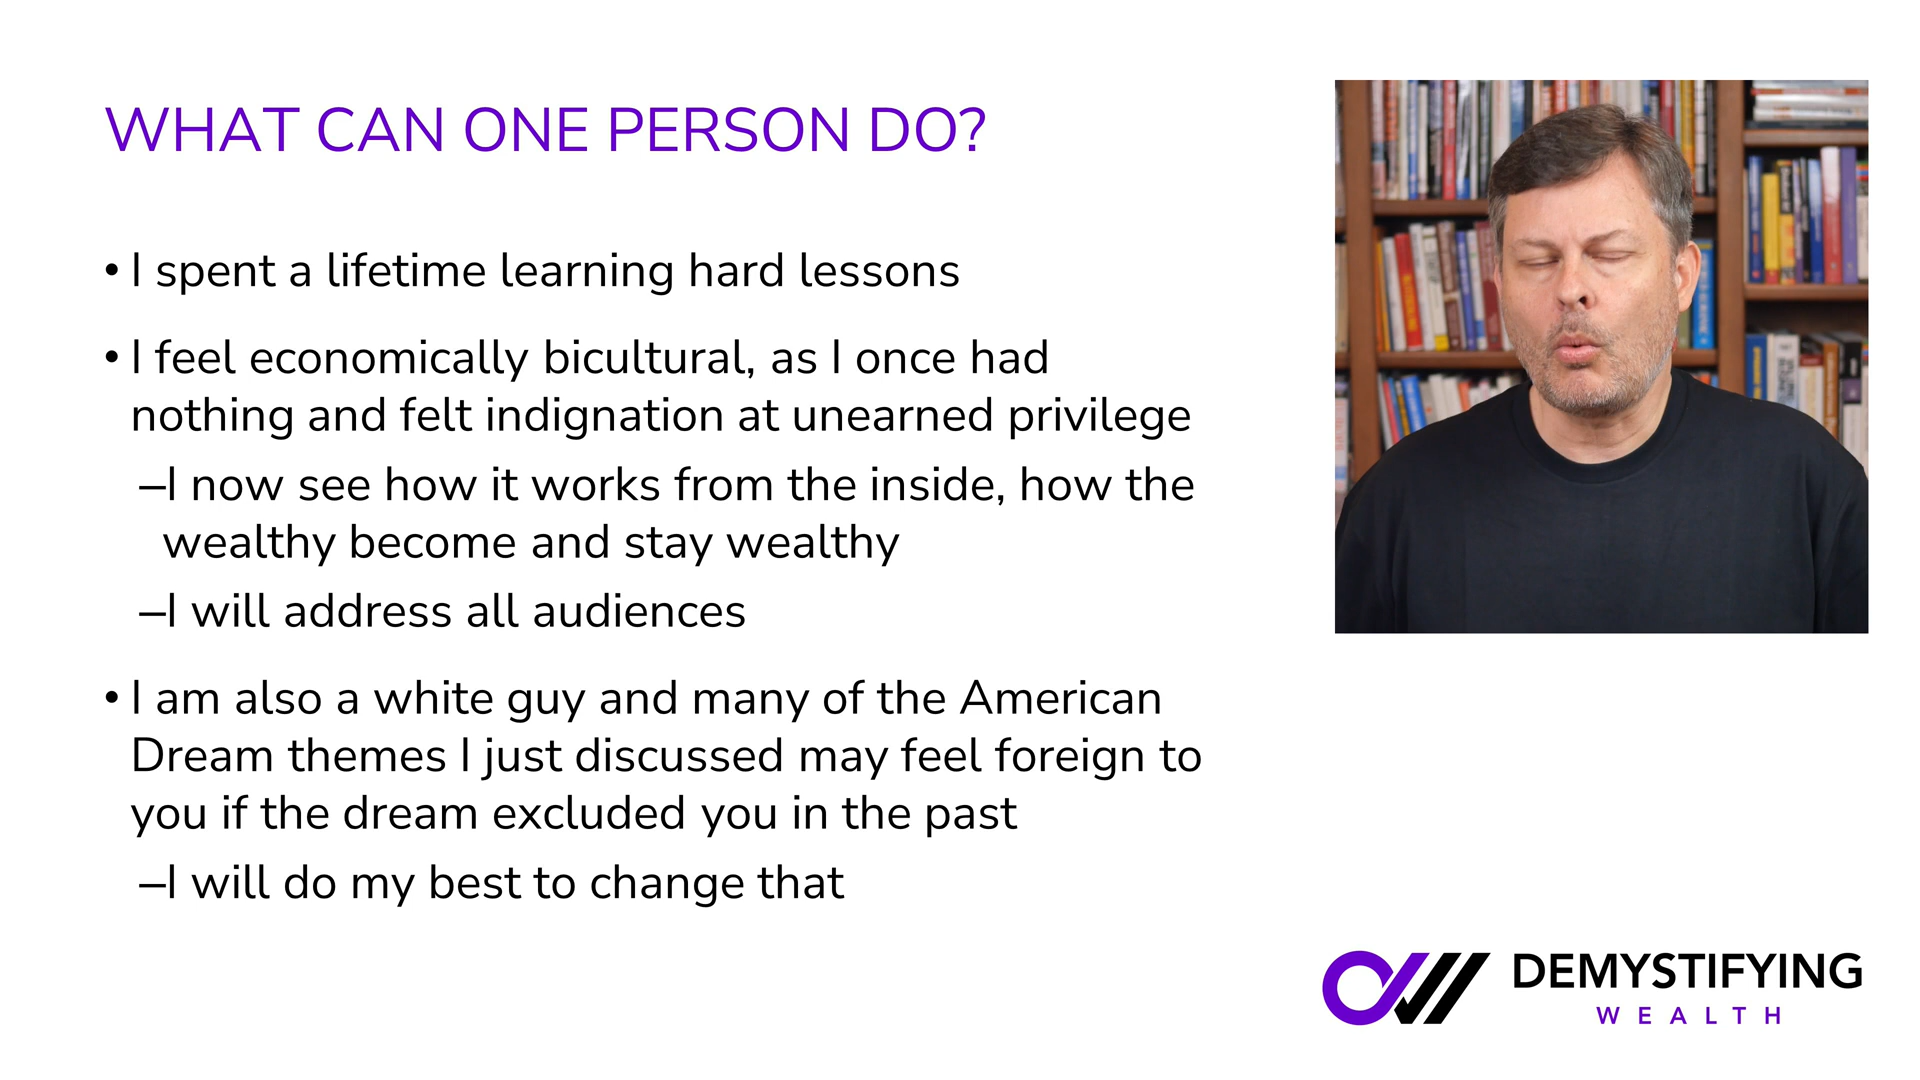 WHAT CAN ONE PERSON DO?
• I spent a lifetime learning hard lessons
• I feel economically bicultural, as I once had
nothing and felt indignation at unearned privilege
–I now see how it works from the inside, how the
wealthy become and stay wealthy
–I will address all audiences
• I am also a white guy and many of the American
Dream themes I just discussed may feel foreign to
you if the dream excluded you in the past
–I will do my best to change that
DEMYSTIFYING
WEALTH